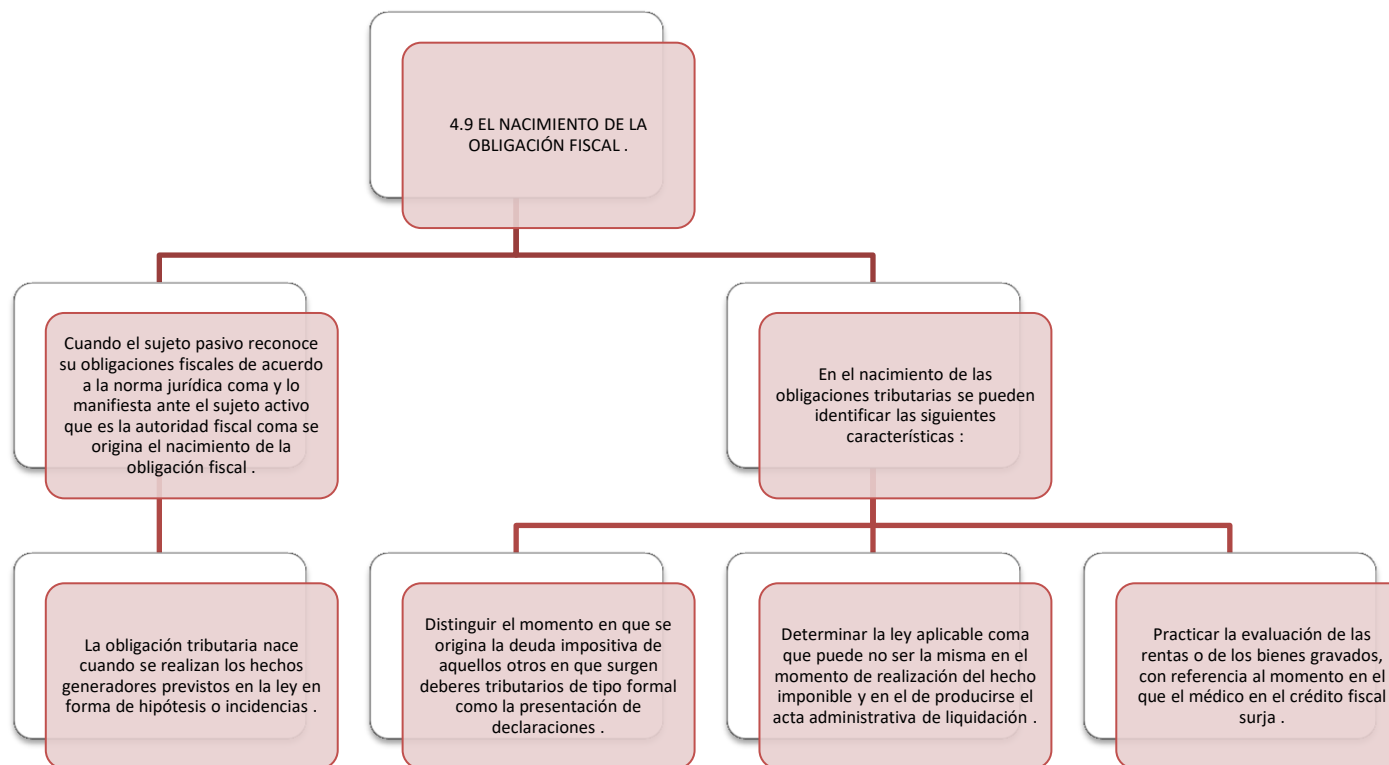 4.9 EL NACIMIENTO DE LA
OBLIGACIÓN FISCAL .
Cuando el sujeto pasivo reconoce
su obligaciones fiscales de acuerdo
a la norma jurídica coma y lo
manifiesta ante el sujeto activo
que es la autoridad fiscal coma se
origina el nacimiento de la
obligación fiscal .
En el nacimiento de las
obligaciones tributarias se pueden
identificar las siguientes
características :
La obligación tributaria nace
cuando se realizan los hechos
generadores previstos en la ley en
forma de hipótesis o incidencias .
Distinguir el momento en que se
origina la deuda impositiva de
aquellos otros en que surgen
deberes tributarios de tipo formal
como la presentación de
declaraciones .
Determinar la ley aplicable coma
que puede no ser la misma en el
momento de realización del hecho
imponible y en el de producirse el
acta administrativa de liquidación .
Practicar la evaluación de las
rentas o de los bienes gravados,
con referencia al momento en el
que el médico en el crédito fiscal
surja .